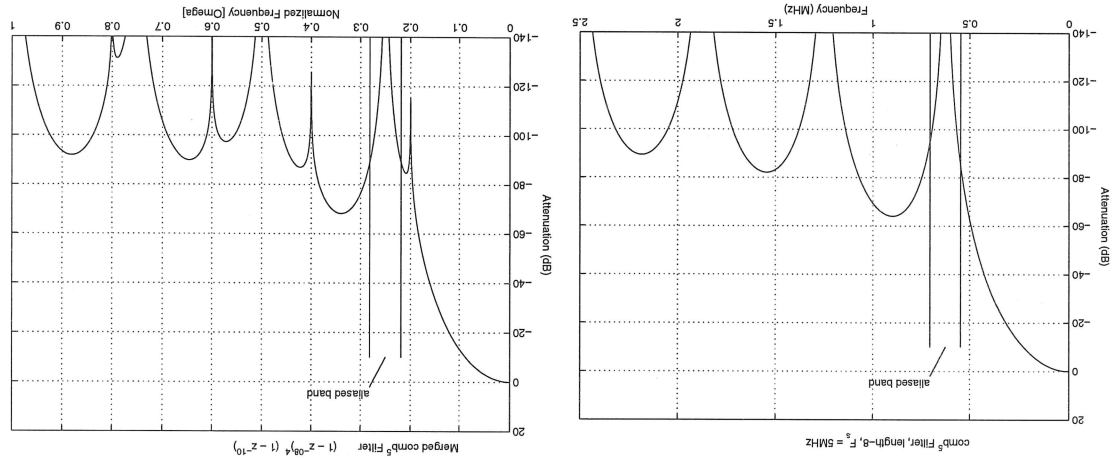 comb⁵ Filter, length-8, Fₛ = 5MHz
20
0
−20
−40
−60
−80
−100
−120
−140
Attenuation (dB)
aliased band
0 0.5 1 1.5 2 2.5
Frequency (MHz)
Merged comb⁵ Filter (1 − z⁻⁰⁸)⁴ (1 − z⁻¹⁰)
20
0
−20
−40
−60
−80
−100
−120
−140
Attenuation (dB)
aliased band
0 0.1 0.2 0.3 0.4 0.5 0.6 0.7 0.8 0.9 1
Normalized Frequency [Omega]